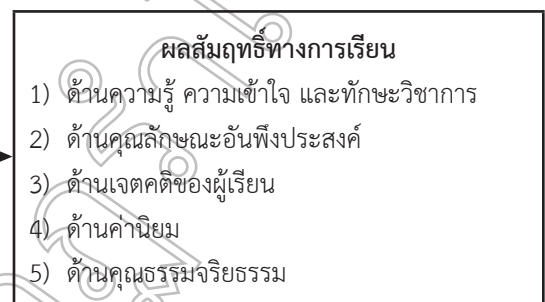 ผลสัมฤทธิ์ทางการเรียน
1) ด้านความรู้ ความเข้าใจ และทักษะวิชาการ
2) ด้านคุณลักษณะอันพึงประสงค์
3) ด้านเจตคติของผู้เรียน
4) ด้านค่านิยม
5) ด้านคุณธรรมจริยธรรม